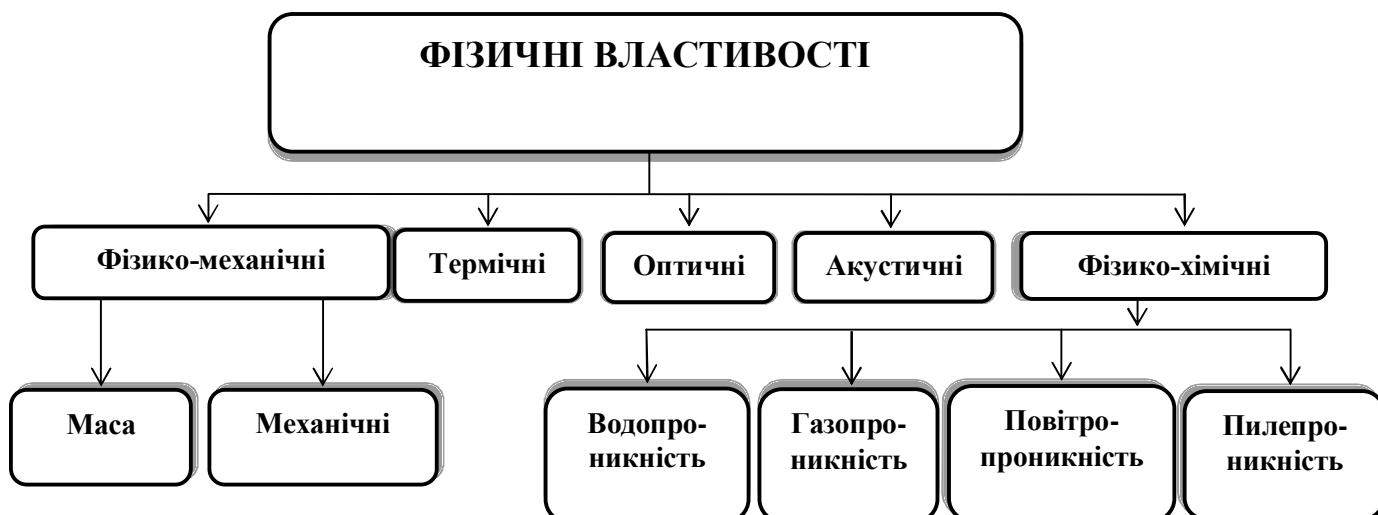 ФІЗИЧНІ ВЛАСТИВОСТІ
Фізико-механічні
Термічні
Оптичні
Акустичні
Фізико-хімічні
Маса
Механічні
Водопро-
никність
Газопро-
никність
Повітро-
проникність
Пилепро-
никність